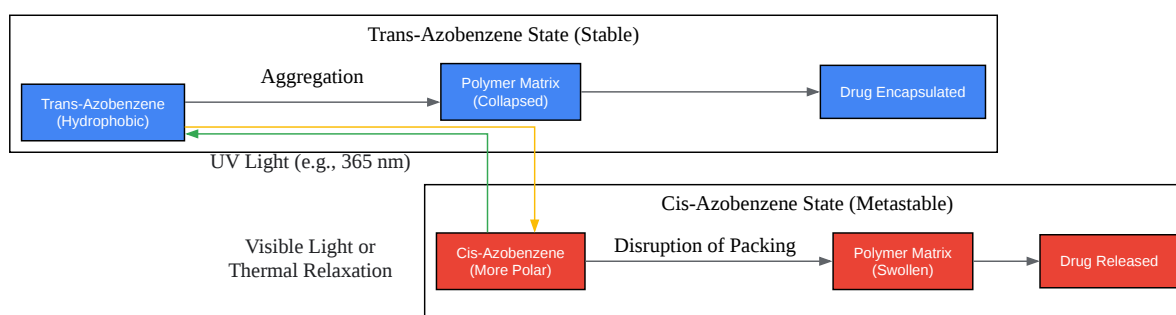 Trans-Azobenzene State (Stable)
Aggregation
Trans-Azobenzene
(Hydrophobic)
Polymer Matrix
(Collapsed)
Drug Encapsulated
UV Light (e.g., 365 nm)
Cis-Azobenzene State (Metastable)
Visible Light or
Thermal Relaxation
Cis-Azobenzene
(More Polar)
Disruption of Packing
Polymer Matrix
(Swollen)
Drug Released